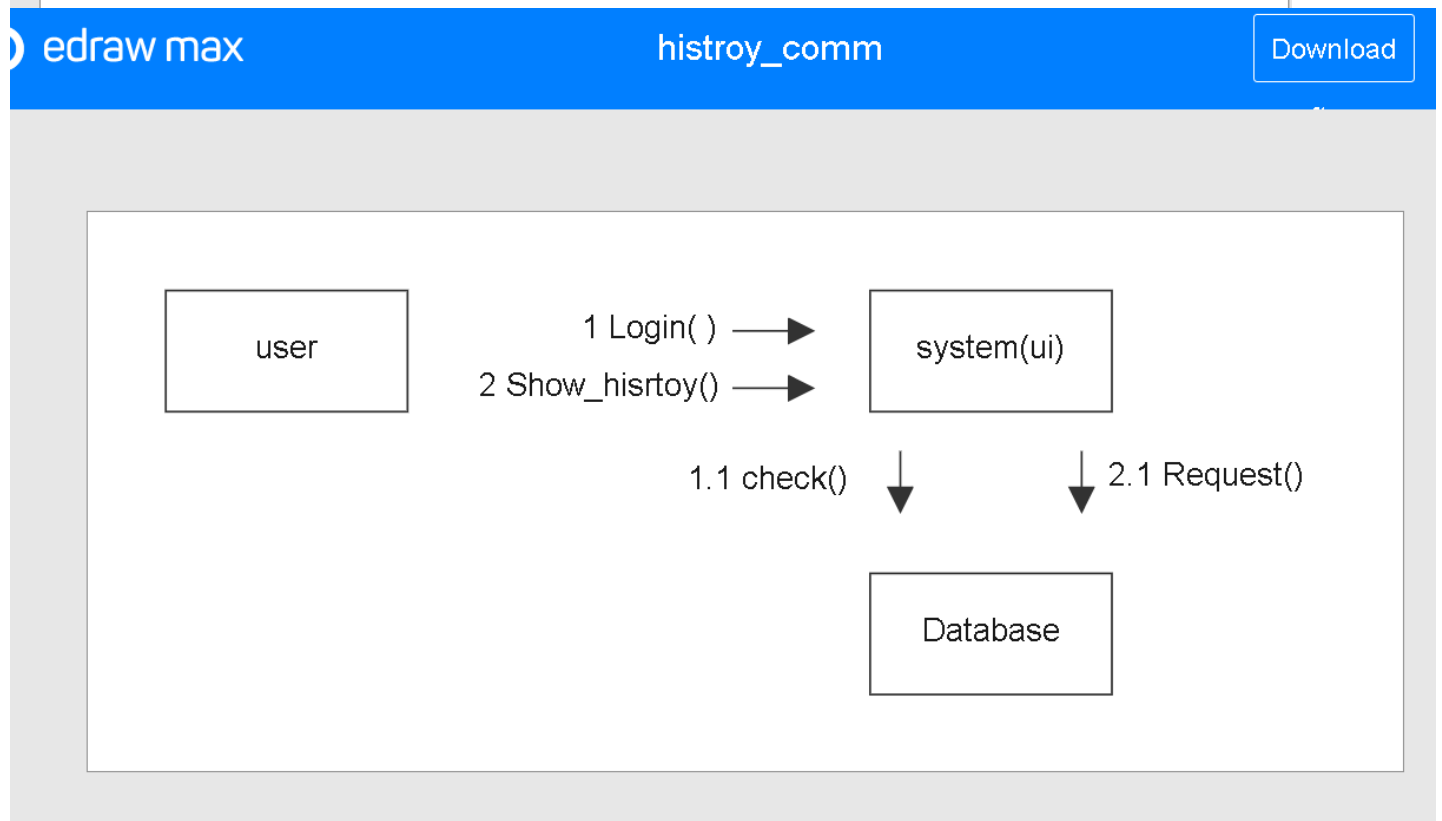 edraw max
histroy_comm
Download
user
1 Login( )
2 Show_hisrtoy()
system(ui)
1.1 check()
2.1 Request()
Database